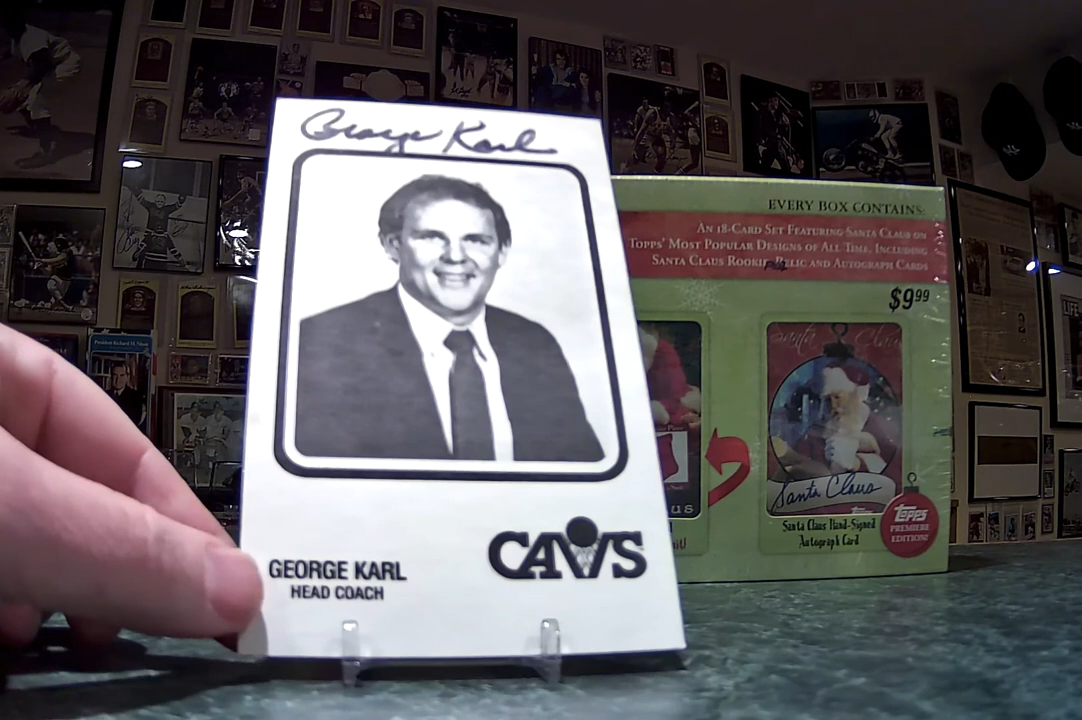 George Karl
GEORGE KARL
HEAD COACH
CAVS
EVERY BOX CONTAINS:
AN 18-CARD SET FEATURING SANTA CLAUS ON
TOPPS' MOST POPULAR DESIGNS OF ALL TIME, INCLUDING
SANTA CLAUS ROOKIE, RELIC AND AUTOGRAPH CARDS
$9.99
Santa Claus
Santa Claus
Santa Claus Hand-Signed
Autograph Card
Topps
PREMIERE
EDITION!